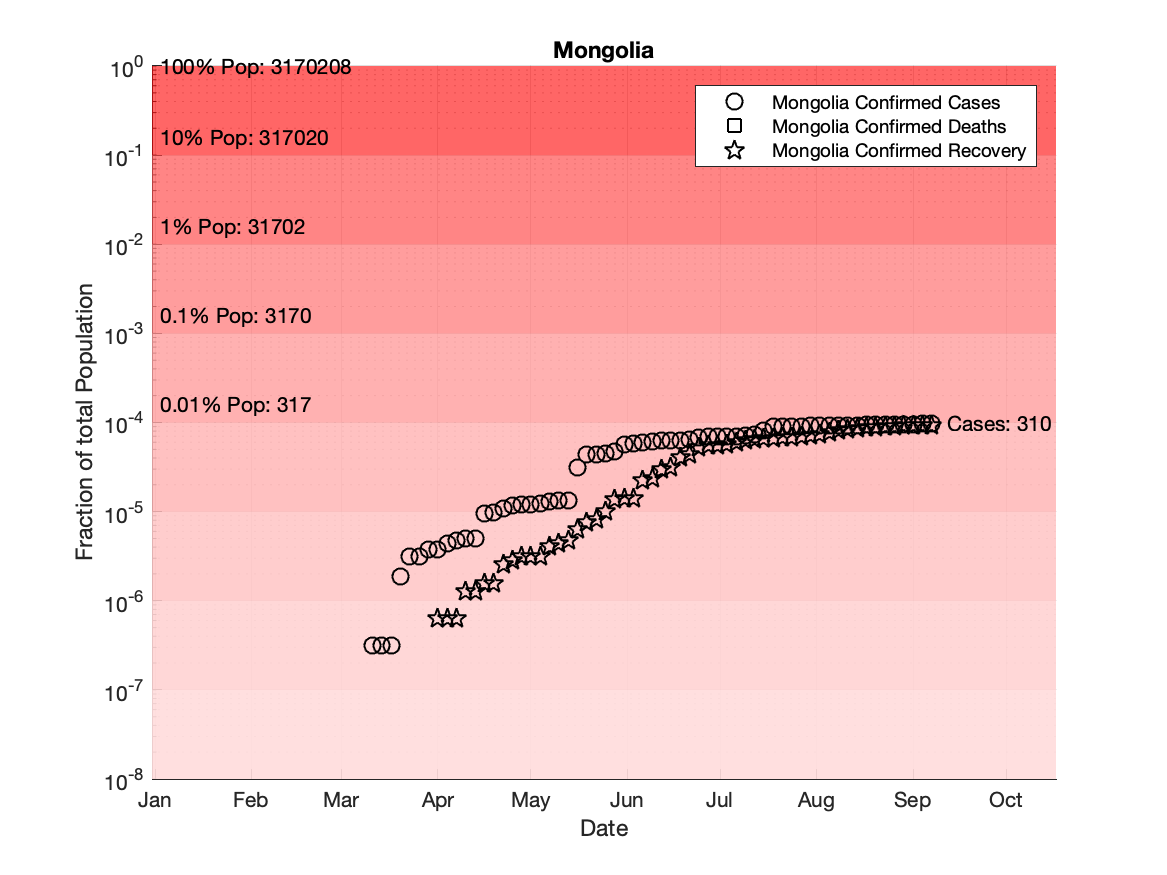 Mongolia
10^0
10^-1
10^-2
10^-3
10^-4
10^-5
10^-6
10^-7
10^-8
Fraction of total Population
100% Pop: 3170208
10% Pop: 317020
1% Pop: 31702
0.1% Pop: 3170
0.01% Pop: 317
Mongolia Confirmed Cases
Mongolia Confirmed Deaths
Mongolia Confirmed Recovery
Cases: 310
Jan Feb Mar Apr May Jun Jul Aug Sep Oct
Date